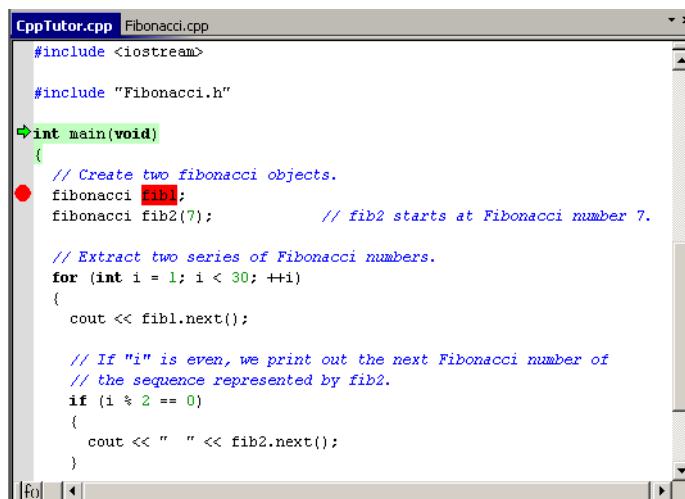 CppTutor.cpp Fibonacci.cpp
#include <iostream>
#include "Fibonacci.h"
int main(void)
{
// Create two fibonacci objects.
fibonacci fib1;
fibonacci fib2(7); // fib2 starts at Fibonacci number 7.
// Extract two series of Fibonacci numbers.
for (int i = 1; i < 30; ++i)
{
cout << fib1.next();
// If "i" is even, we print out the next Fibonacci number of
// the sequence represented by fib2.
if (i % 2 == 0)
{
cout << "  " << fib2.next();
}
fo